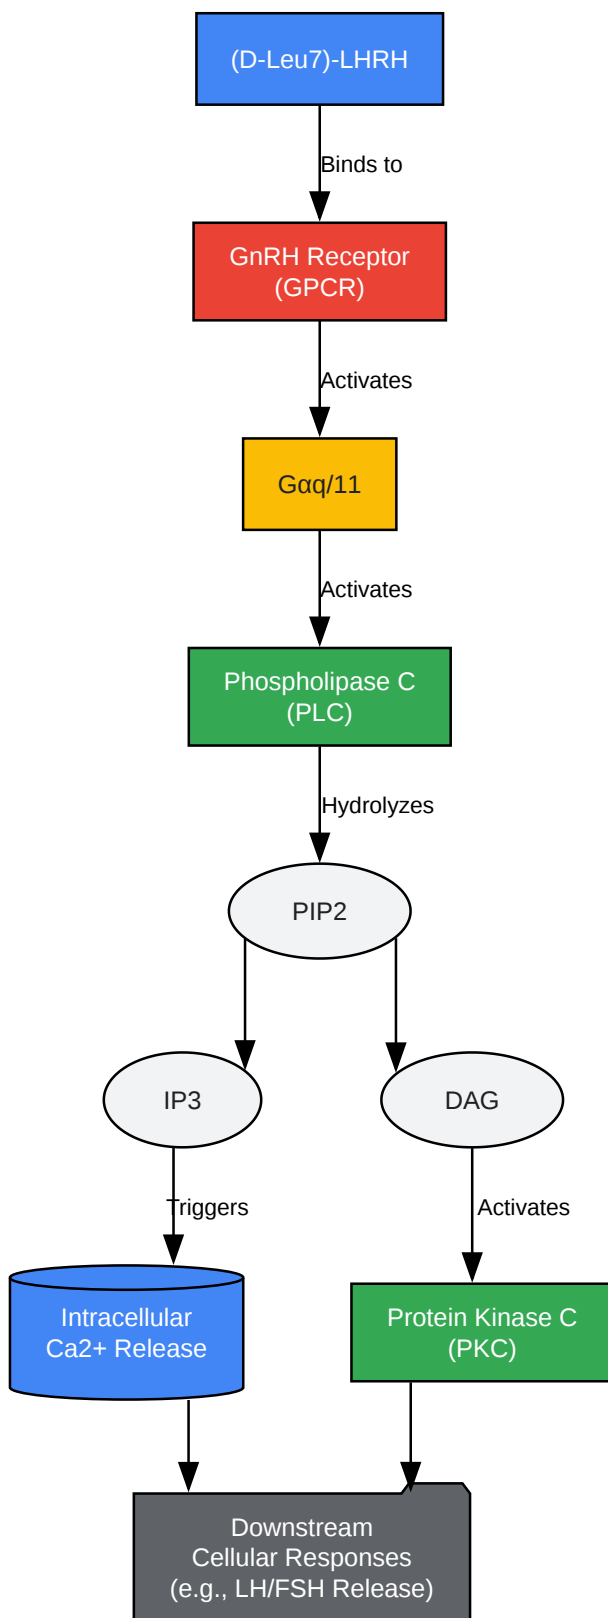 (D-Leu7)-LHRH
Binds to
GnRH Receptor
(GPCR)
Activates
Gαq/11
Activates
Phospholipase C
(PLC)
Hydrolyzes
PIP2
IP3
DAG
Triggers
Activates
Intracellular
Ca2+ Release
Protein Kinase C
(PKC)
Downstream
Cellular Responses
(e.g., LH/FSH Release)